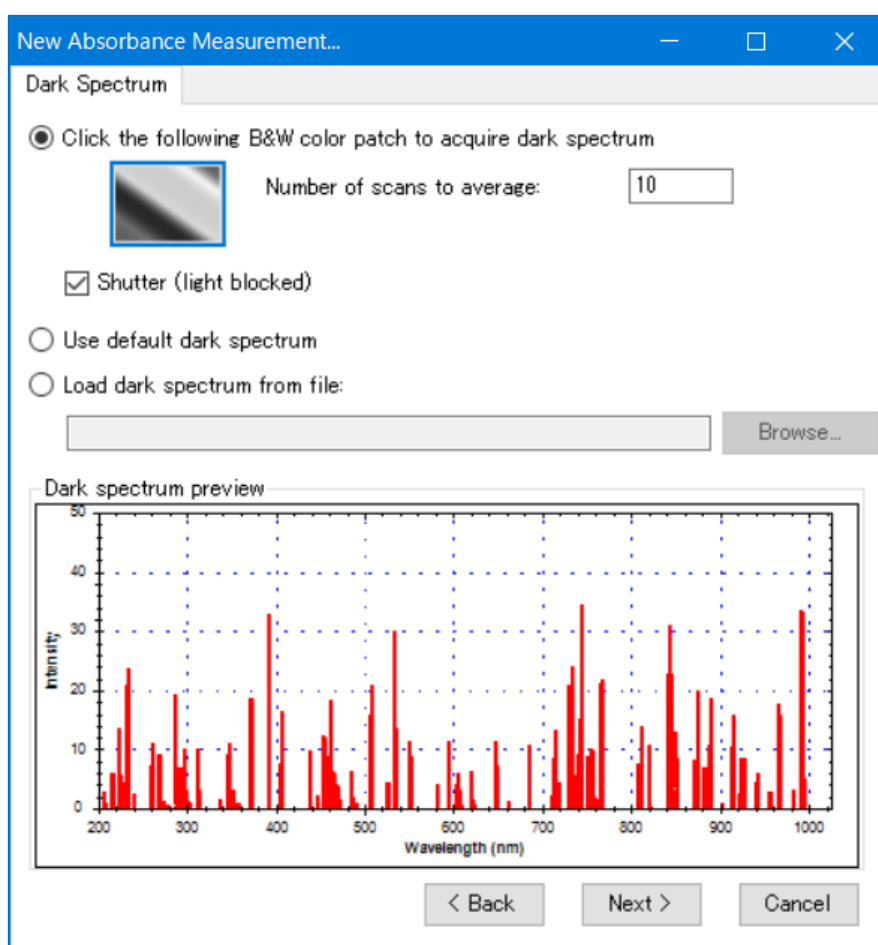 New Absorbance Measurement...
Dark Spectrum
Click the following B&W color patch to acquire dark spectrum
Number of scans to average: 10
Shutter (light blocked)
Use default dark spectrum
Load dark spectrum from file:
Browse...
Dark spectrum preview
50
40
30
20
10
0
Intensity
200 300 400 500 600 700 800 900 1000
Wavelength (nm)
< Back Next > Cancel